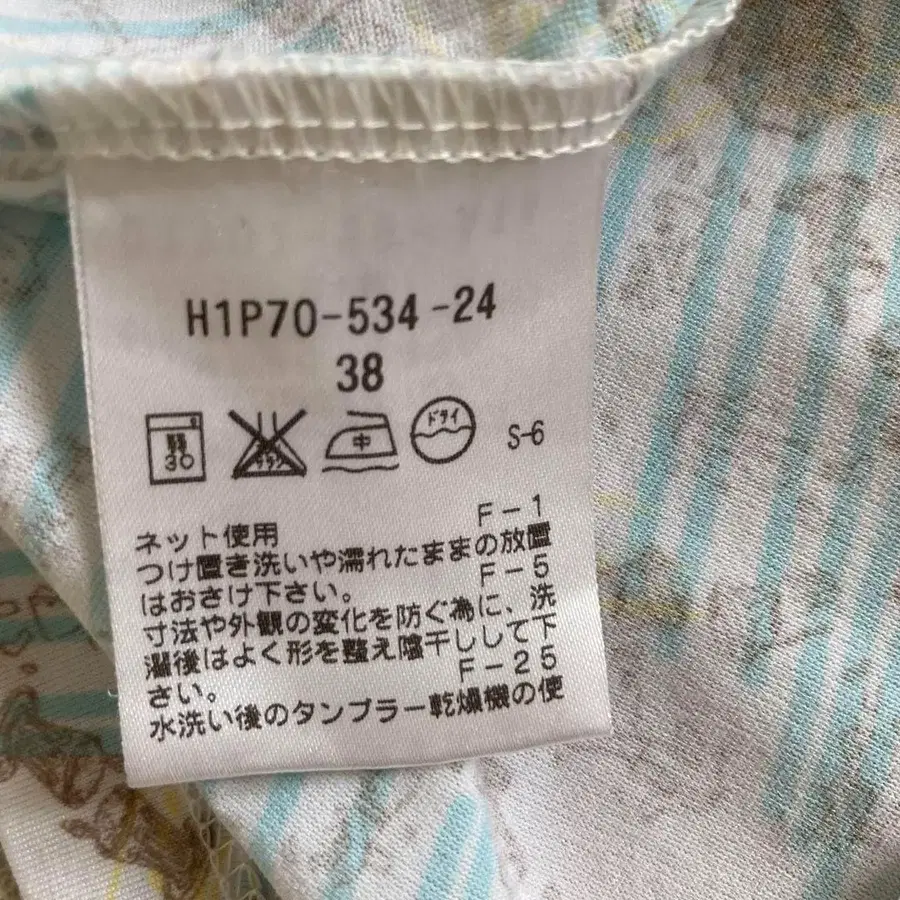 H1P70-534-24
38
弱
30
中
ドライ
S-6
F-1
ネット使用
つけ置き洗いや濡れたままの放置
F-5
はおさけ下さい。
寸法や外観の変化を防ぐ為に、洗
濯後はよく形を整え陰干しして下
F-25
さい。
水洗い後のタンブラー乾燥機の使